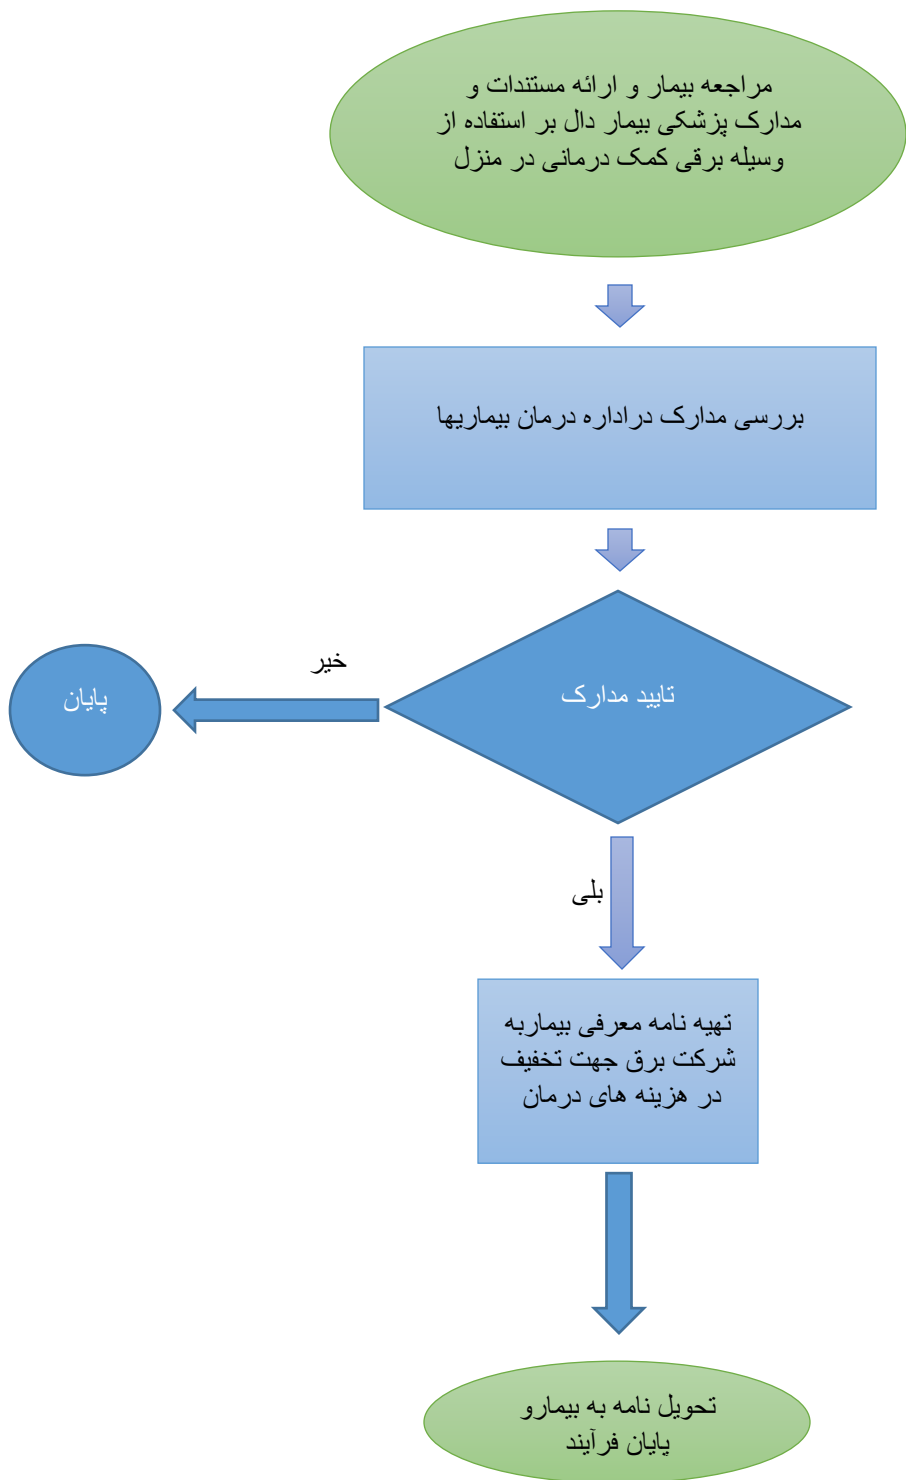 مراجعه بیمار و ارائه مستندات و
مدارک پزشکی بیمار دال بر استفاده از
وسیله برقی کمک درمانی در منزل
بررسی مدارک دراداره درمان بیماریها
تایید مدارک
خیر
پایان
بلی
تهیه نامه معرفی بیماربه
شرکت برق جهت تخفیف
در هزینه های درمان
تحویل نامه به بیمارو
پایان فرآیند